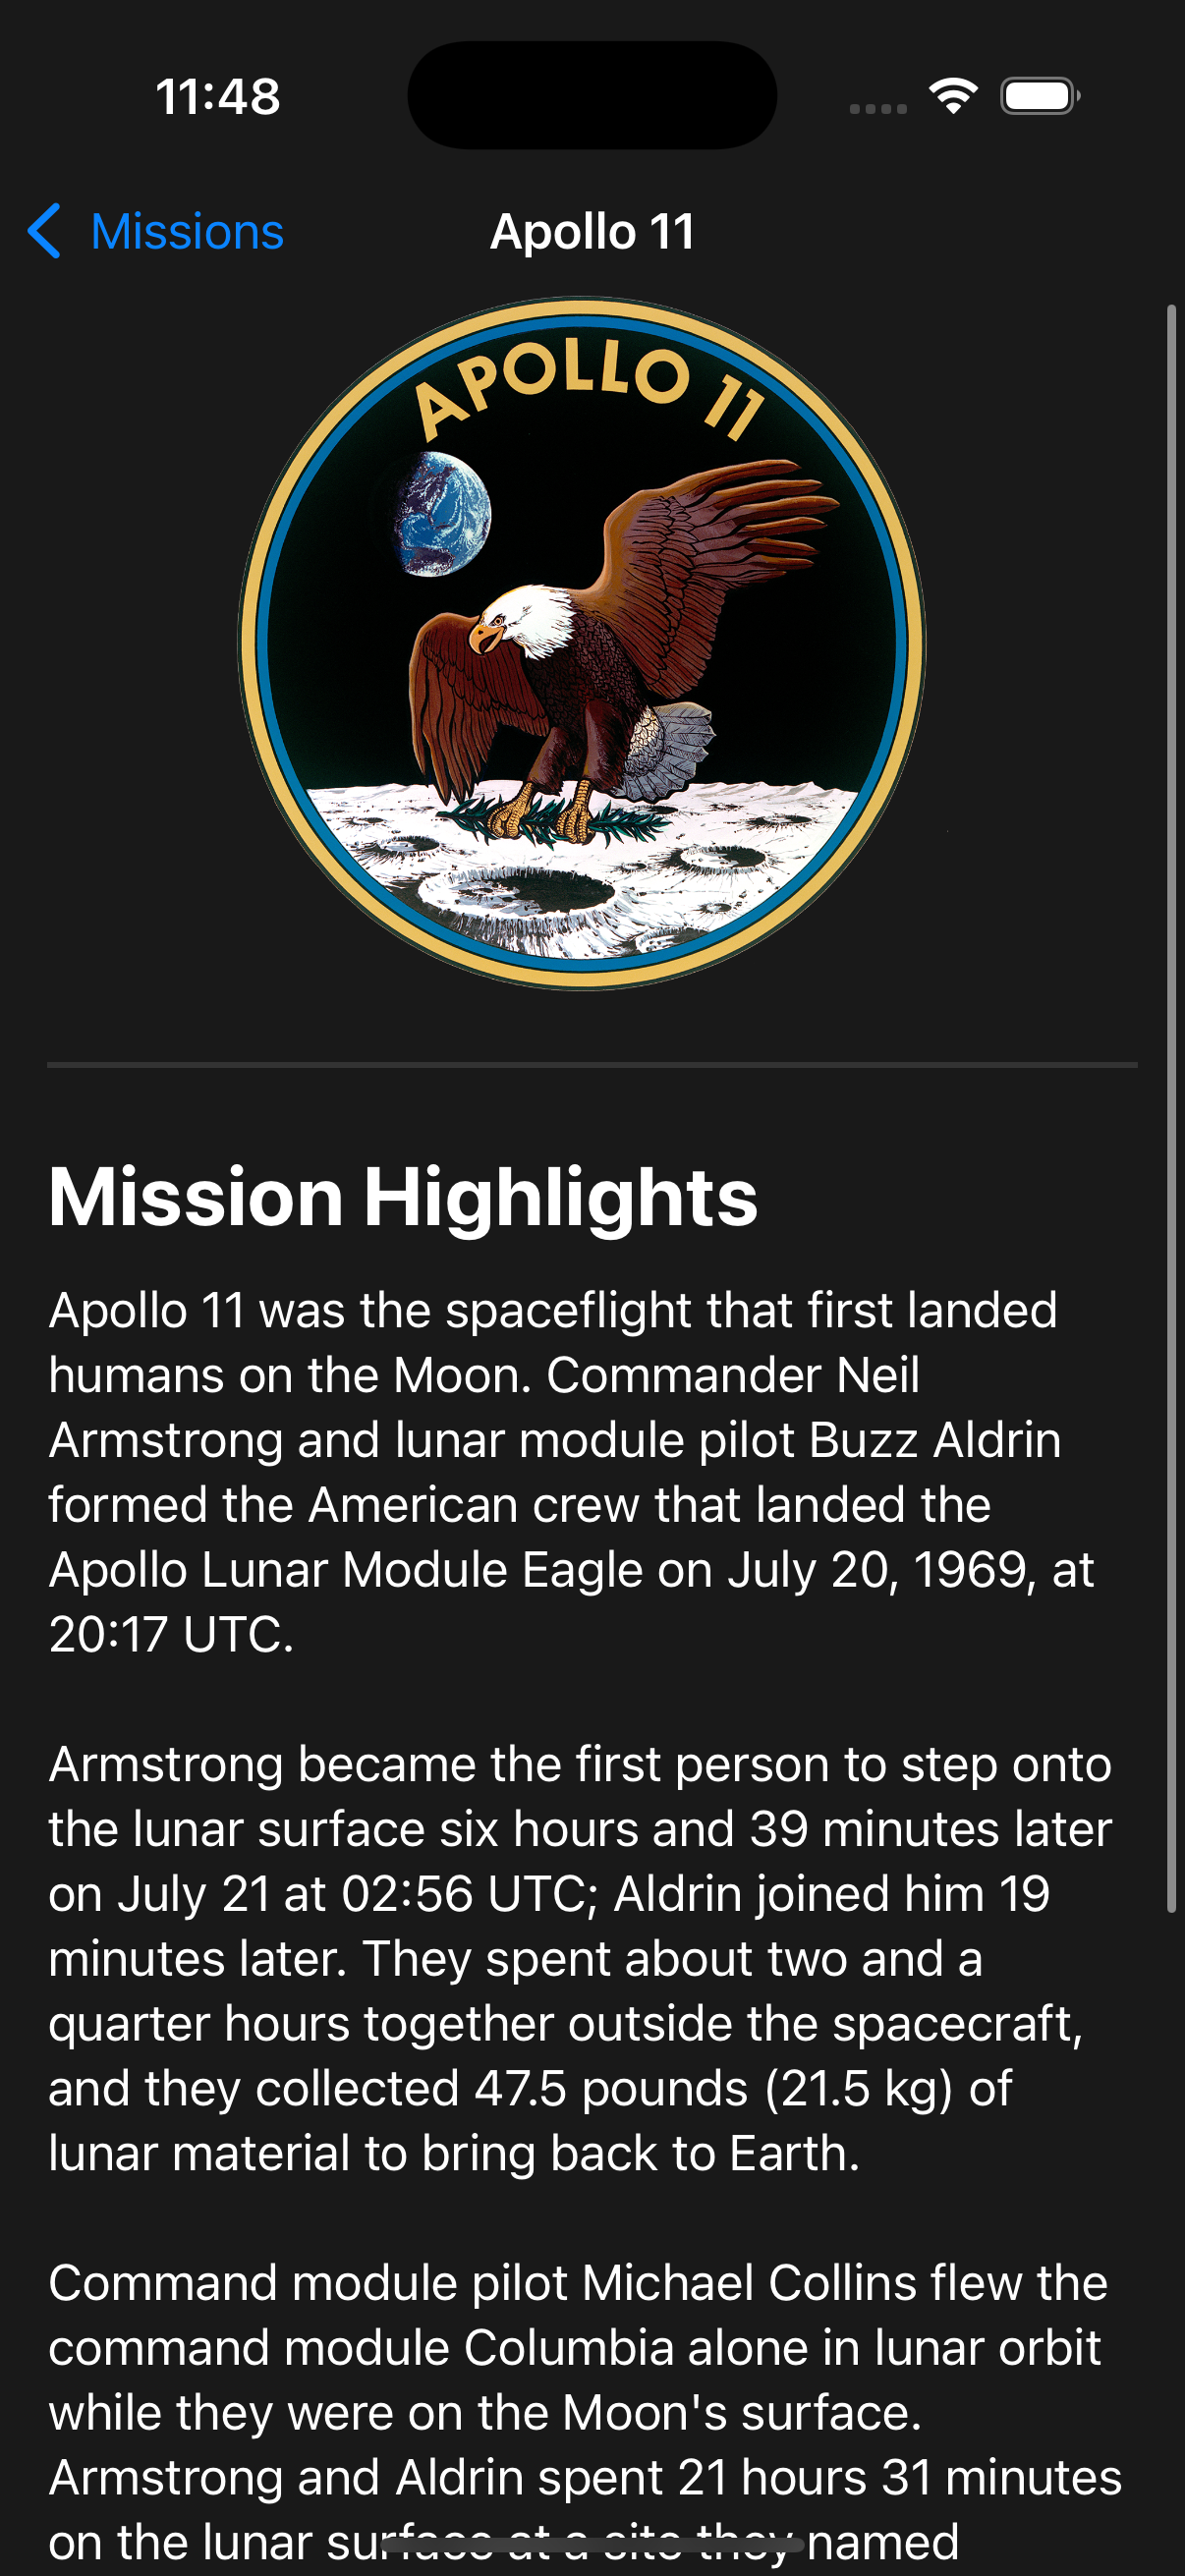 11:48
Missions
Apollo 11
APOLLO 11
Mission Highlights
Apollo 11 was the spaceflight that first landed
humans on the Moon. Commander Neil
Armstrong and lunar module pilot Buzz Aldrin
formed the American crew that landed the
Apollo Lunar Module Eagle on July 20, 1969, at
20:17 UTC.
Armstrong became the first person to step onto
the lunar surface six hours and 39 minutes later
on July 21 at 02:56 UTC; Aldrin joined him 19
minutes later. They spent about two and a
quarter hours together outside the spacecraft,
and they collected 47.5 pounds (21.5 kg) of
lunar material to bring back to Earth.
Command module pilot Michael Collins flew the
command module Columbia alone in lunar orbit
while they were on the Moon's surface.
Armstrong and Aldrin spent 21 hours 31 minutes
on the lunar surface at a site they named